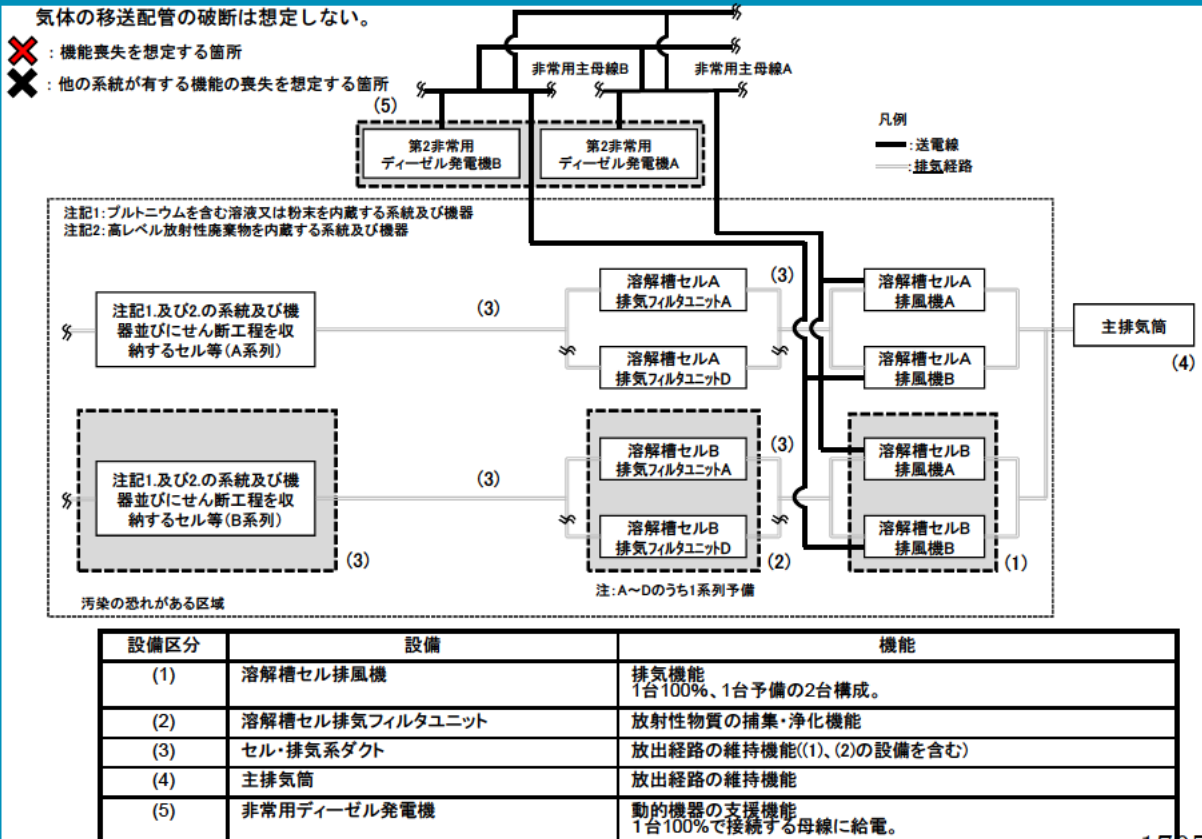 気体の移送配管の破断は想定しない。
：機能喪失を想定する箇所
：他の系統が有する機能の喪失を想定する箇所
非常用主母線B
非常用主母線A
(5)
第2非常用
ディーゼル発電機B
第2非常用
ディーゼル発電機A
凡例
：送電線
：排気経路
注記1：プルトニウムを含む溶液又は粉末を内蔵する系統及び機器
注記2：高レベル放射性廃棄物を内蔵する系統及び機器
注記1.及び2.の系統及び機
器並びにせん断工程を収
納するセル等（A系列）
(3)
溶解槽セルA
排気フィルタユニットA
(3)
溶解槽セルA
排風機A
溶解槽セルA
排気フィルタユニットD
溶解槽セルA
排風機B
主排気筒
(4)
注記1.及び2.の系統及び機
器並びにせん断工程を収
納するセル等（B系列）
(3)
(3)
溶解槽セルB
排気フィルタユニットA
(3)
溶解槽セルB
排風機A
溶解槽セルB
排気フィルタユニットD
(2)
溶解槽セルB
排風機B
(1)
注：A～Dのうち1系列予備
汚染の恐れがある区域
設備区分 設備 機能
(1) 溶解槽セル排風機 排気機能
1台100%、1台予備の2台構成。
(2) 溶解槽セル排気フィルタユニット 放射性物質の捕集・浄化機能
(3) セル・排気系ダクト 放出経路の維持機能((1)、(2)の設備を含む)
(4) 主排気筒 放出経路の維持機能
(5) 非常用ディーゼル発電機 動的機器の支援機能
1台100%で接続する母線に給電。